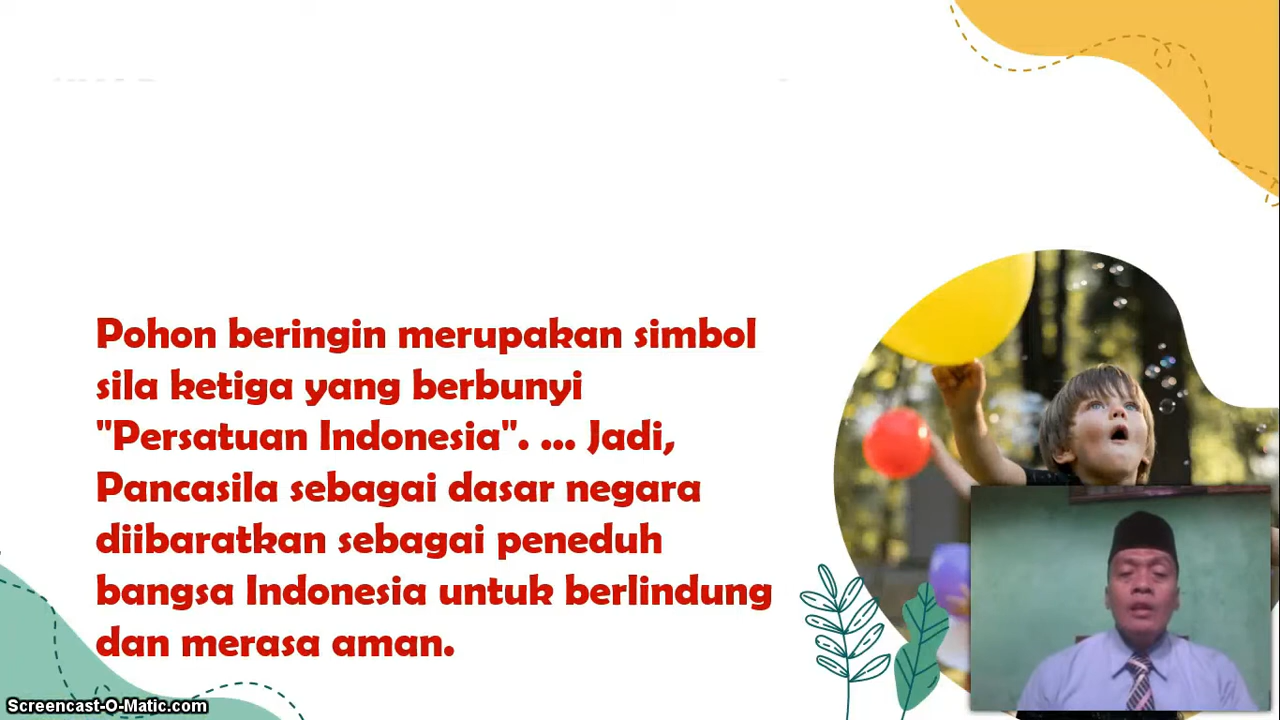 Pohon beringin merupakan simbol
sila ketiga yang berbunyi
"Persatuan Indonesia". ... Jadi,
Pancasila sebagai dasar negara
diibaratkan sebagai peneduh
bangsa Indonesia untuk berlindung
dan merasa aman.
Screencast-O-Matic.com